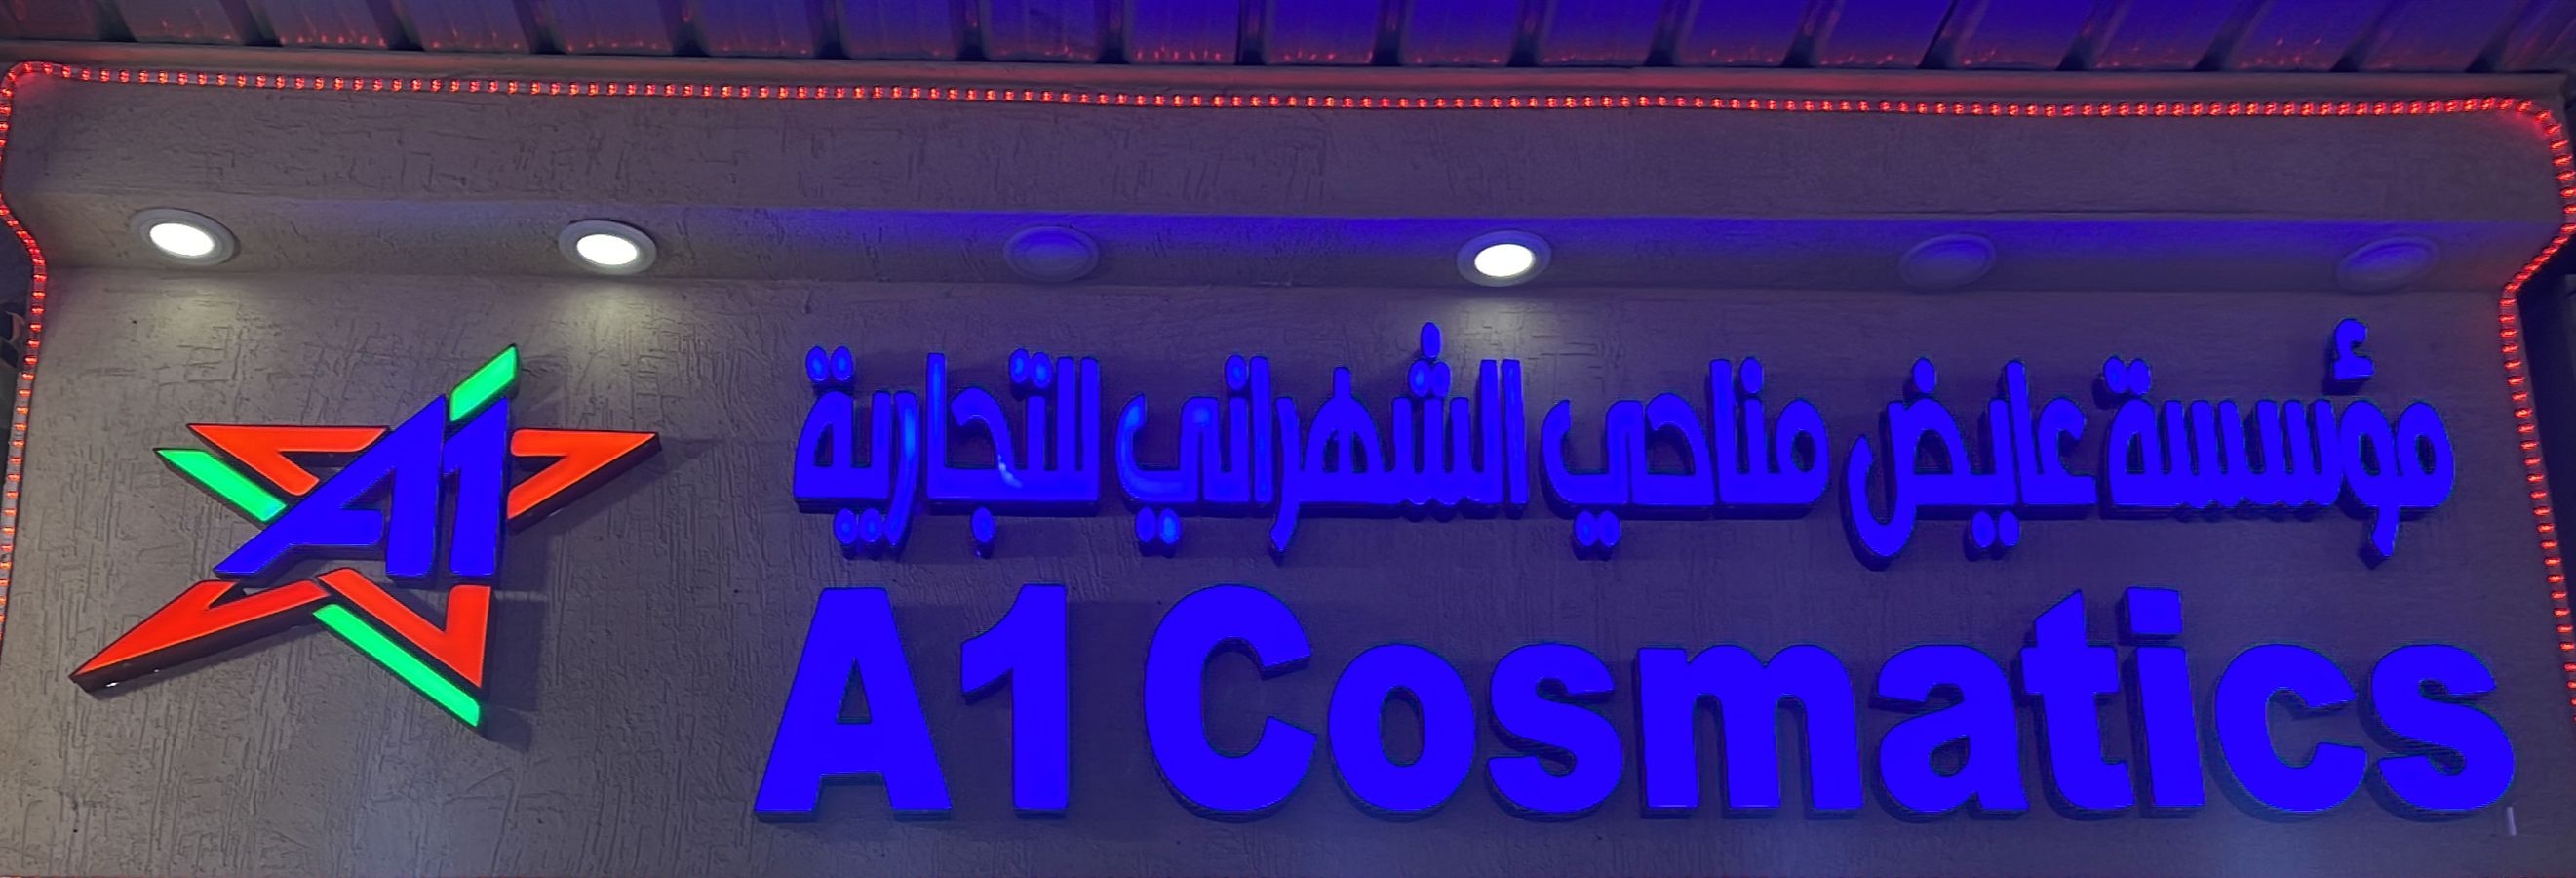 مؤسسة عايض مناحي الشهراني للتجارية
A1
A1 Cosmatics